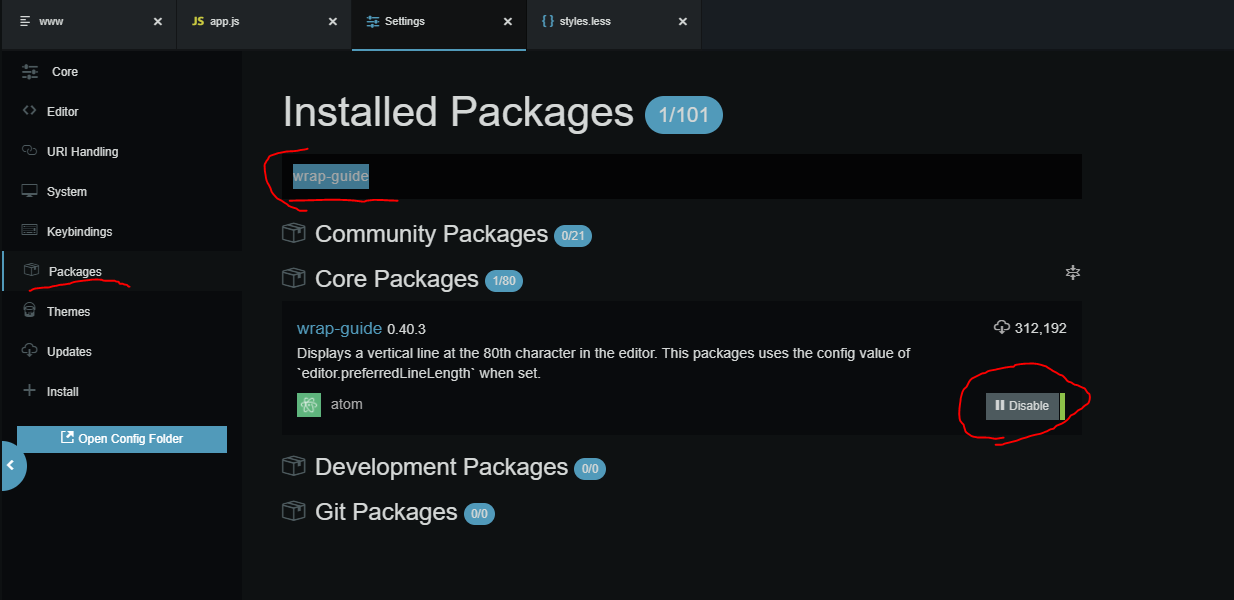 www
JS app.js
Settings
{ } styles.less
Core
Editor
URI Handling
System
Keybindings
Packages
Themes
Updates
Install
Open Config Folder
Installed Packages 1/101
wrap-guide
Community Packages 0/21
Core Packages 1/80
wrap-guide 0.40.3
312,192
Displays a vertical line at the 80th character in the editor. This packages uses the config value of
`editor.preferredLineLength` when set.
atom
Disable
Development Packages 0/0
Git Packages 0/0